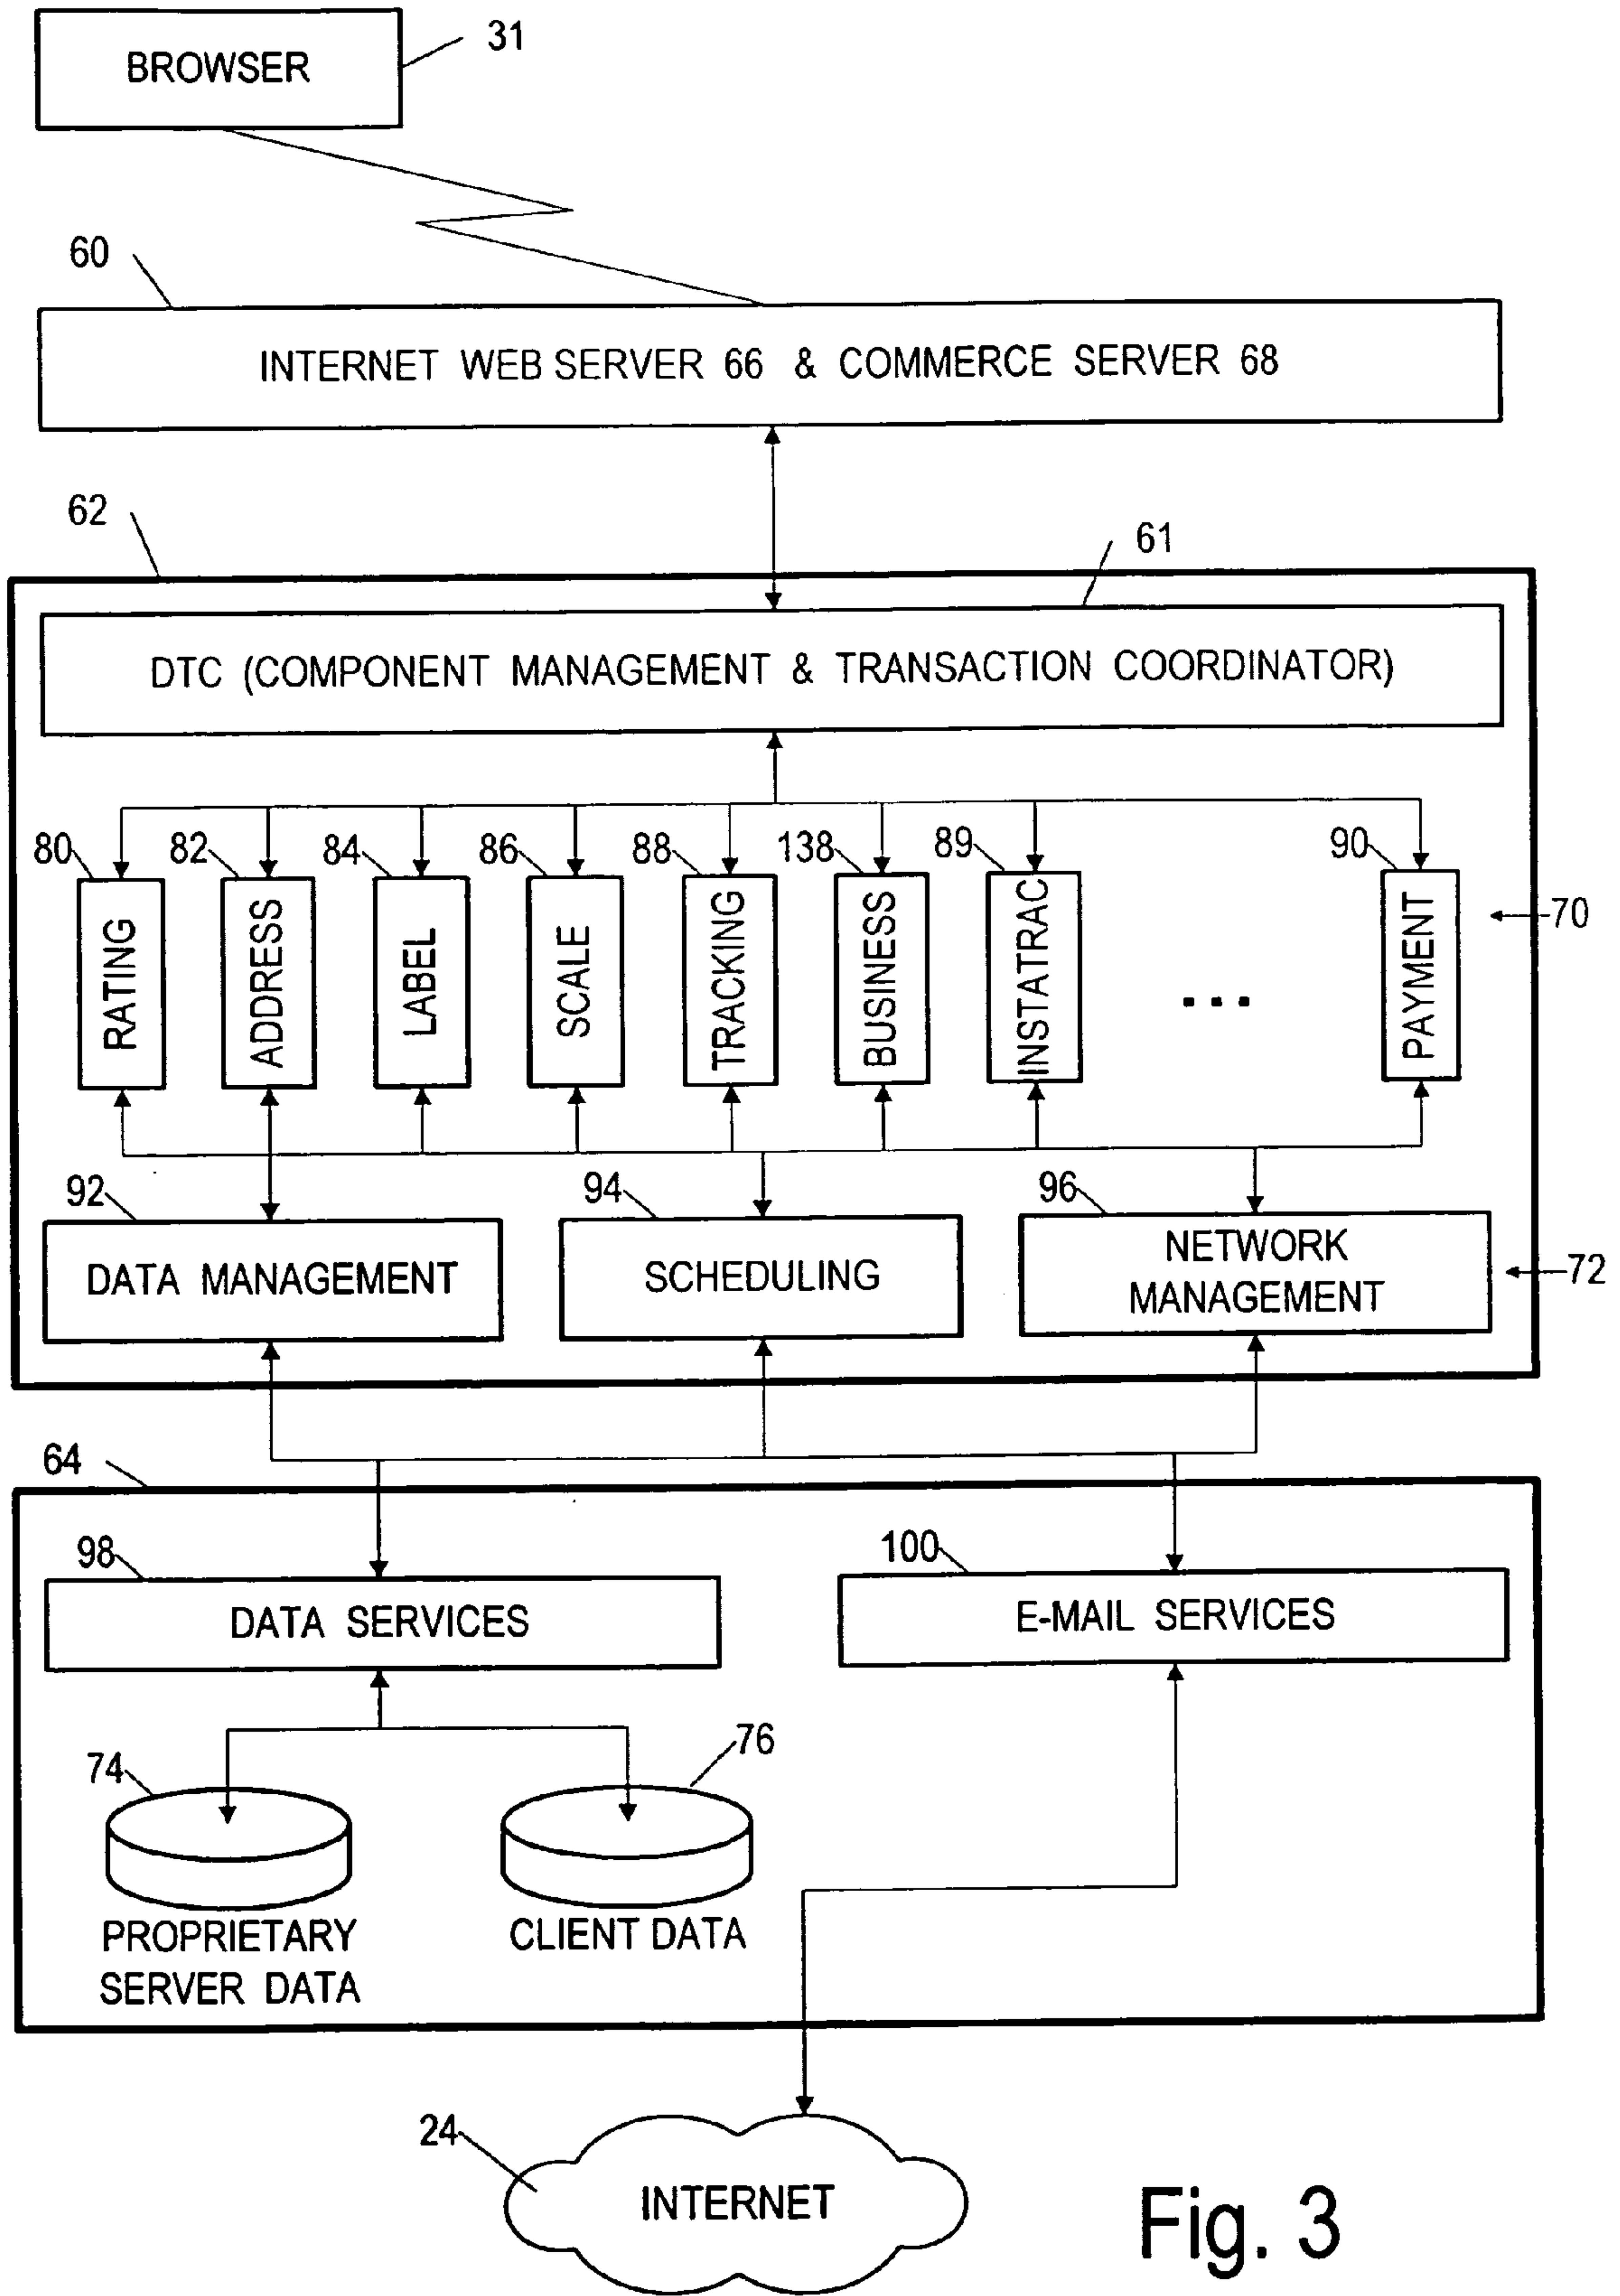 BROWSER
31
60
INTERNET WEB SERVER 66 & COMMERCE SERVER 68
62
61
DTC (COMPONENT MANAGEMENT & TRANSACTION COORDINATOR)
80
82
84
86
88
138
89
90
RATING
ADDRESS
LABEL
SCALE
TRACKING
BUSINESS
INSTATRAC
...
PAYMENT
70
92
94
96
DATA MANAGEMENT
SCHEDULING
NETWORK
MANAGEMENT
72
64
98
100
DATA SERVICES
E-MAIL SERVICES
74
76
PROPRIETARY
SERVER DATA
CLIENT DATA
24
INTERNET
Fig. 3